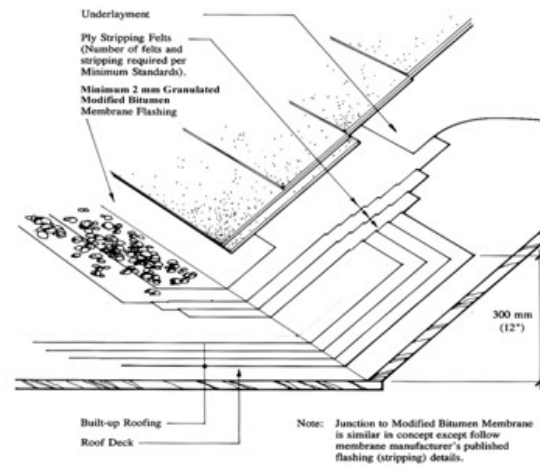 Underlayment
Ply Stripping Felts
(Number of felts and
stripping required per
Minimum Standards).
Minimum 2 mm Granulated
Modified Bitumen
Membrane Flashing
300 mm
(12")
Built-up Roofing
Roof Deck
Note: Junction to Modified Bitumen Membrane
is similar in concept except follow
membrane manufacturer's published
flashing (stripping) details.